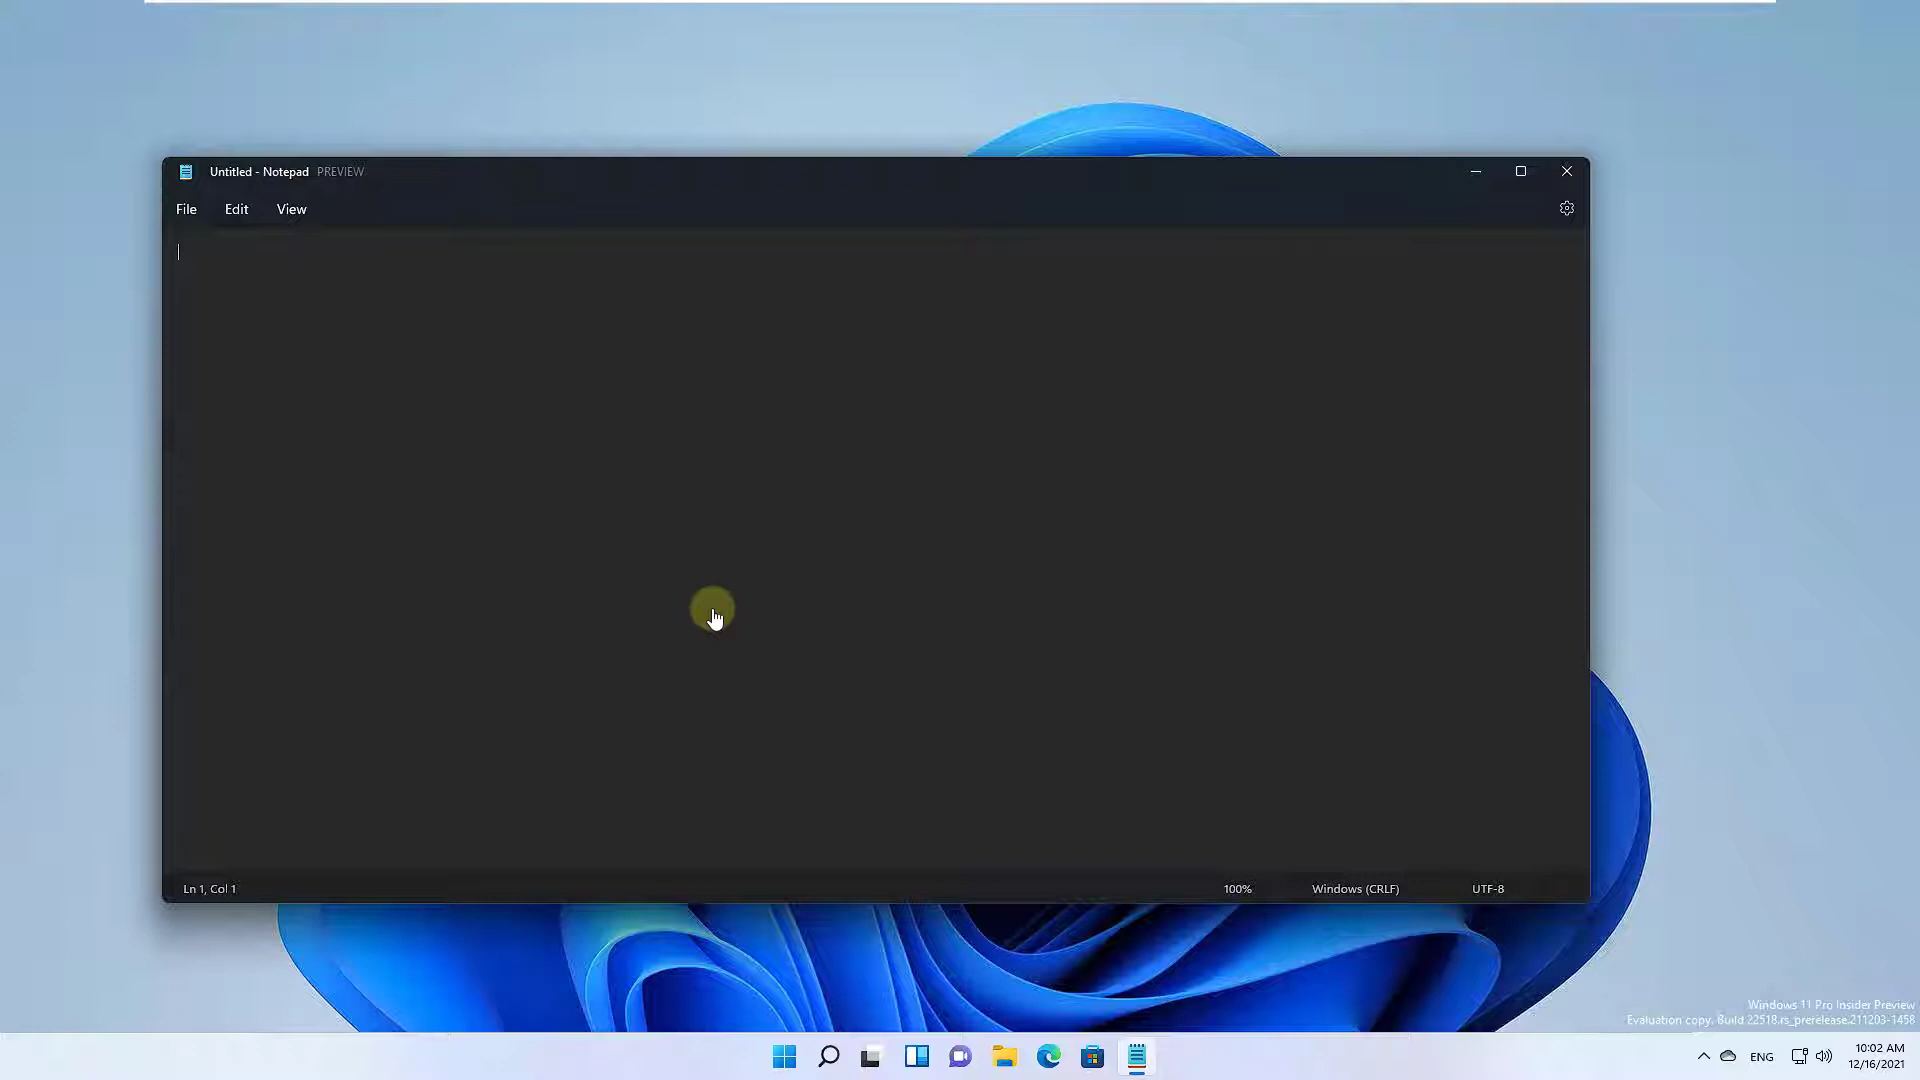 Untitled - Notepad PREVIEW
File Edit View
Ln 1, Col 1 100% Windows (CRLF) UTF-8
Windows 11 Pro Insider Preview
Evaluation copy. Build 22518.rs_prerelease.211203-1458
ENG 10:02 AM
12/16/2021